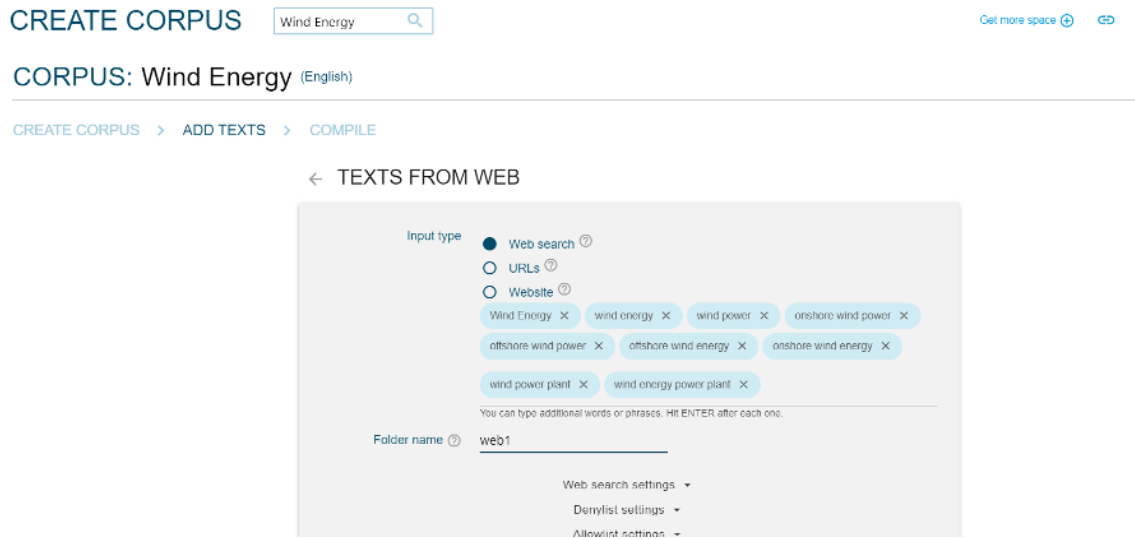 CREATE CORPUS Wind Energy Get more space
CORPUS: Wind Energy (English)
CREATE CORPUS > ADD TEXTS > COMPILE
← TEXTS FROM WEB
Input type
Web search ?
URLs ?
Website ?
Wind Energy × wind energy × wind power × onshore wind power ×
offshore wind power × offshore wind energy × onshore wind energy ×
wind power plant × wind energy power plant ×
You can type additional words or phrases. Hit ENTER after each one.
Folder name ? web1
Web search settings
Denylist settings
Allowlist settings